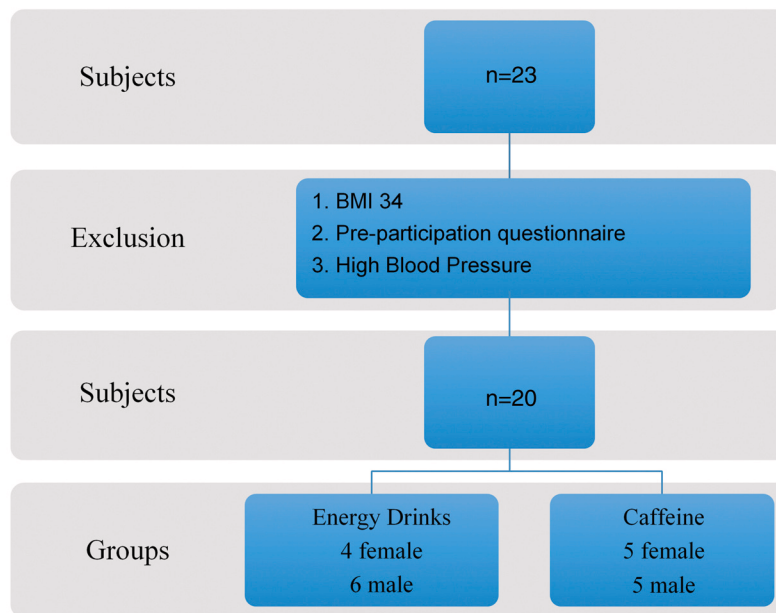 Subjects
n=23
Exclusion
1. BMI 34
2. Pre-participation questionnaire
3. High Blood Pressure
Subjects
n=20
Groups
Energy Drinks
4 female
6 male
Caffeine
5 female
5 male